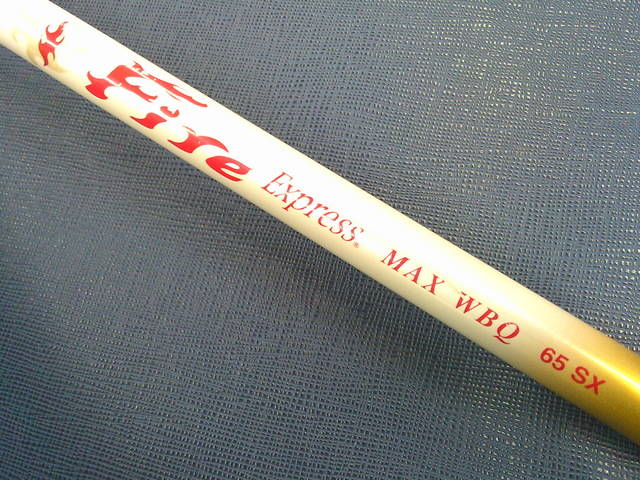 Fire Express® MAX WBQ 65 SX